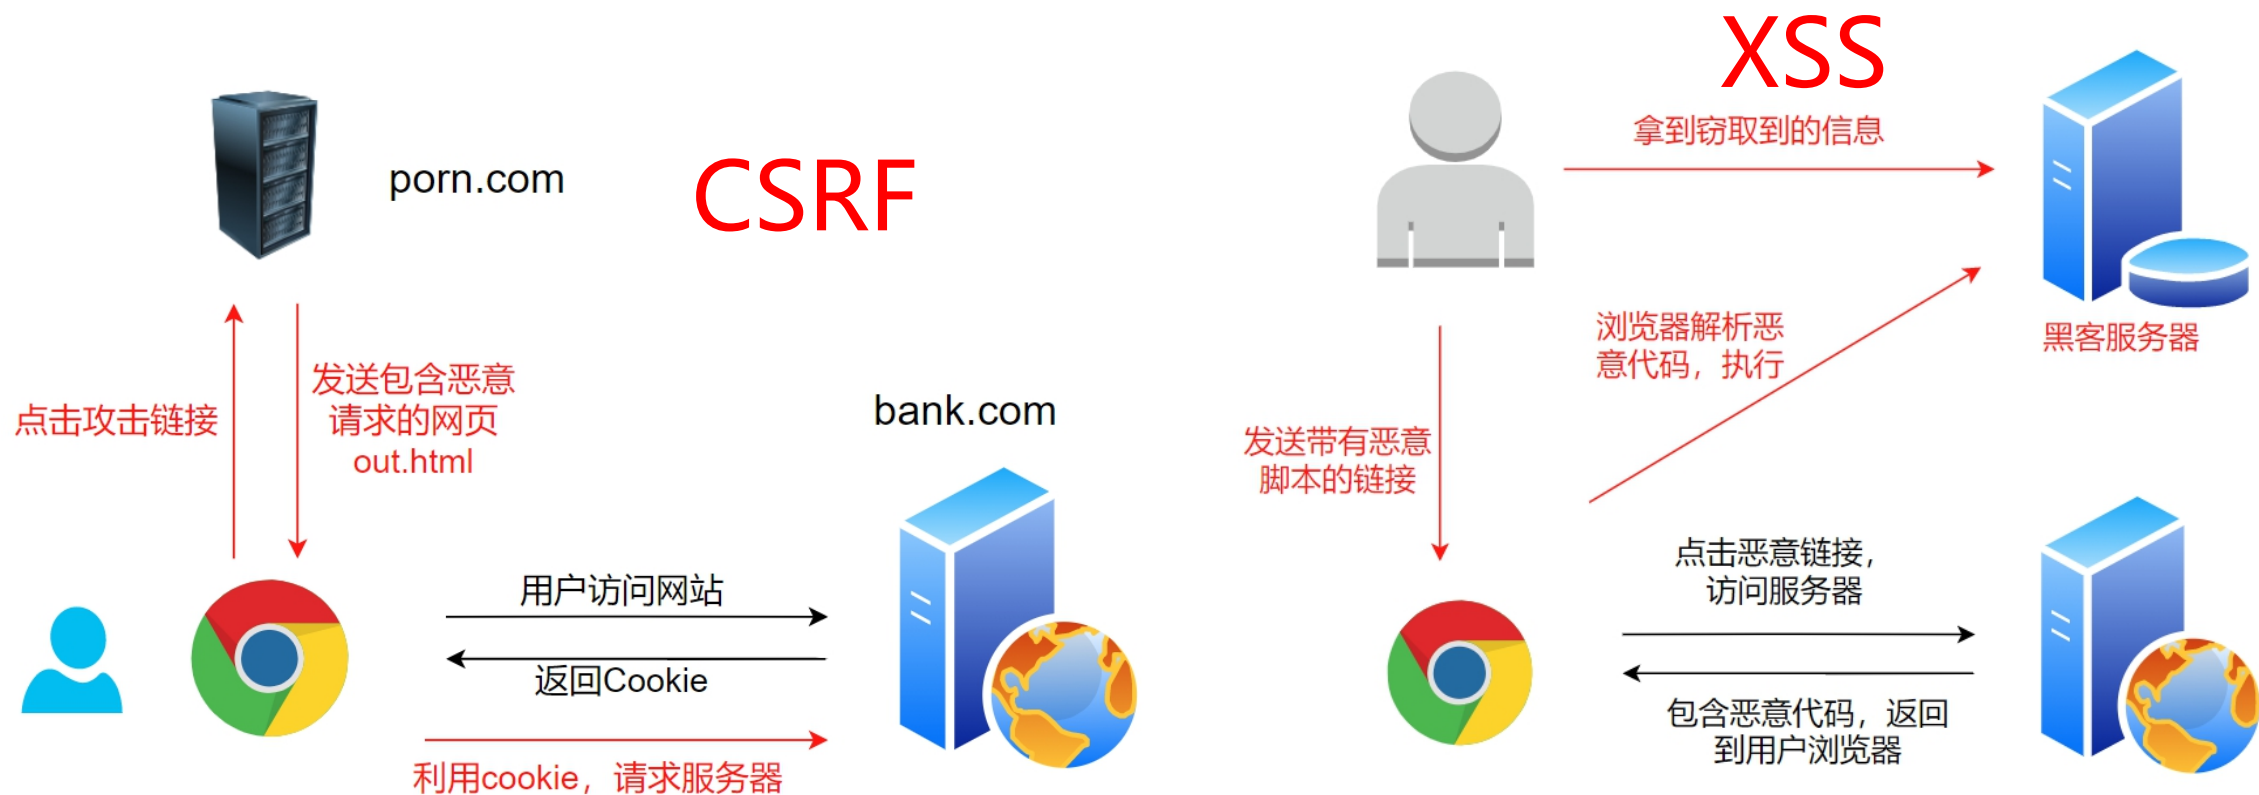 porn.com
CSRF
点击攻击链接
发送包含恶意
请求的网页
out.html
bank.com
用户访问网站
返回Cookie
利用cookie，请求服务器
XSS
拿到窃取到的信息
浏览器解析恶
意代码，执行
黑客服务器
发送带有恶意
脚本的链接
点击恶意链接，
访问服务器
包含恶意代码，返回
到用户浏览器